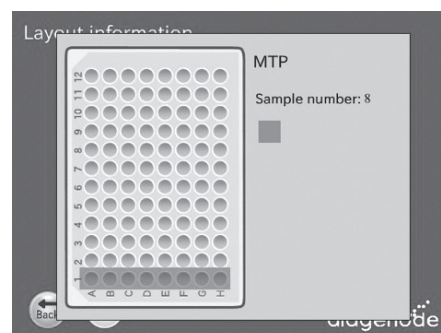 Layout information
MTP
Sample number: 8
12
11
10
9
8
7
6
5
4
3
2
1
A B C D E F G H
Back
diagenode